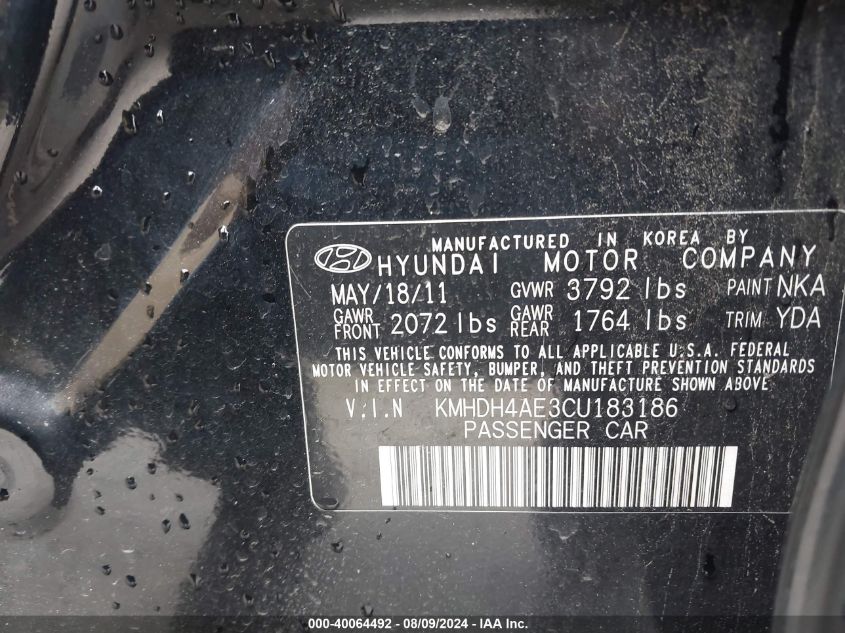 MANUFACTURED IN KOREA BY
HYUNDAI MOTOR COMPANY
MAY/18/11 GVWR 3792 lbs PAINT NKA
GAWR FRONT 2072 lbs GAWR REAR 1764 lbs TRIM YDA
THIS VEHICLE CONFORMS TO ALL APPLICABLE U.S.A. FEDERAL
MOTOR VEHICLE SAFETY, BUMPER, AND THEFT PREVENTION STANDARDS
IN EFFECT ON THE DATE OF MANUFACTURE SHOWN ABOVE
V.I.N KMHDH4AE3CU183186
PASSENGER CAR
000-40064492 - 08/09/2024 - IAA Inc.